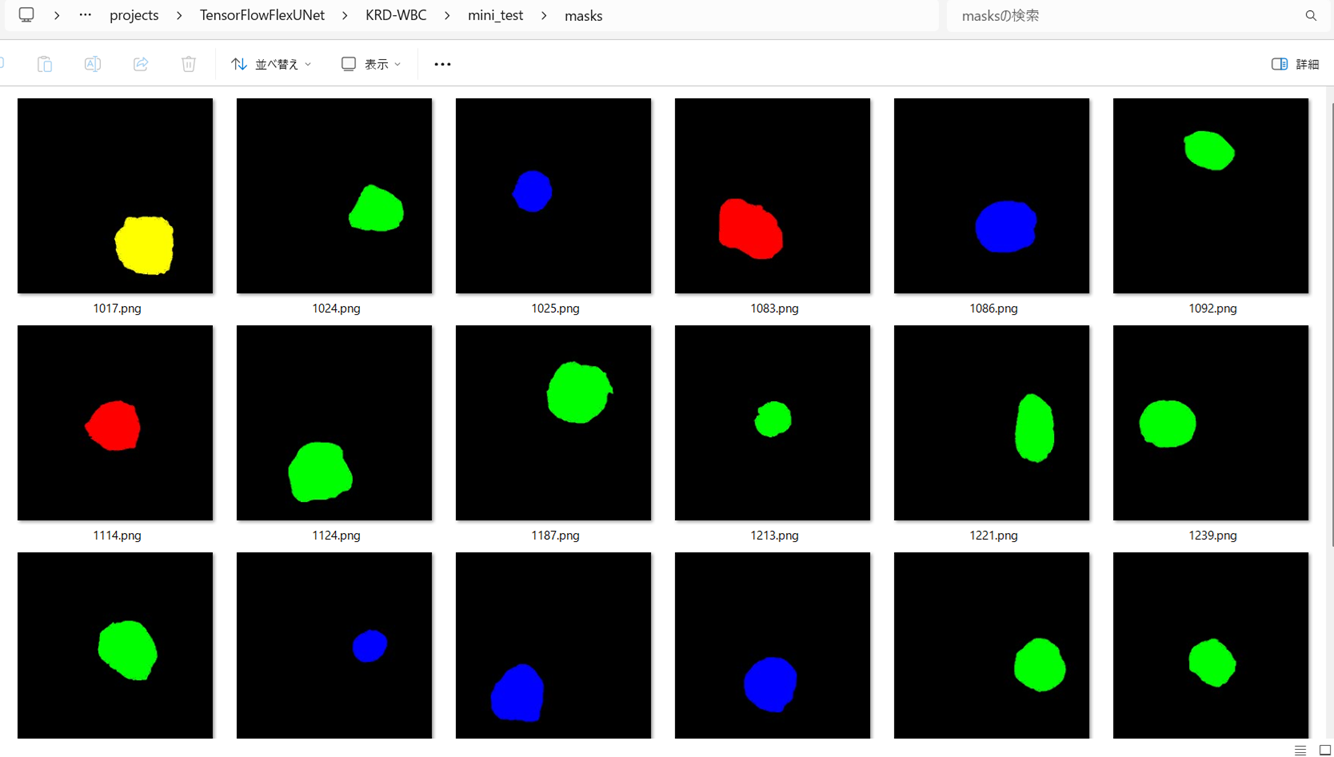 … projects > TensorFlowFlexUNet > KRD-WBC > mini_test > masks
masksの検索
並べ替え
表示
詳細
1017.png
1024.png
1025.png
1083.png
1086.png
1092.png
1114.png
1124.png
1187.png
1213.png
1221.png
1239.png